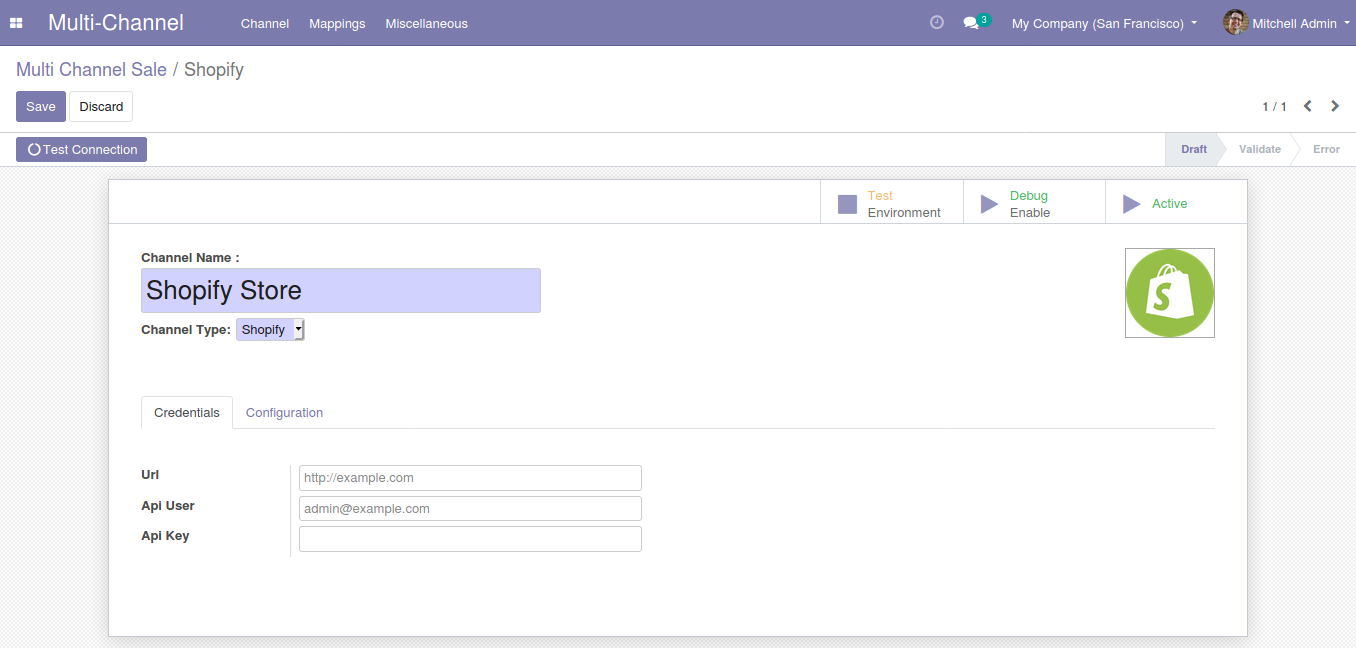 Multi-Channel Channel Mappings Miscellaneous 3 My Company (San Francisco) Mitchell Admin
Multi Channel Sale / Shopify
Save Discard 1 / 1
Test Connection Draft Validate Error
Test Environment Debug Enable Active
Channel Name :
Shopify Store
S
Channel Type: Shopify
Credentials Configuration
Url http://example.com
Api User admin@example.com
Api Key